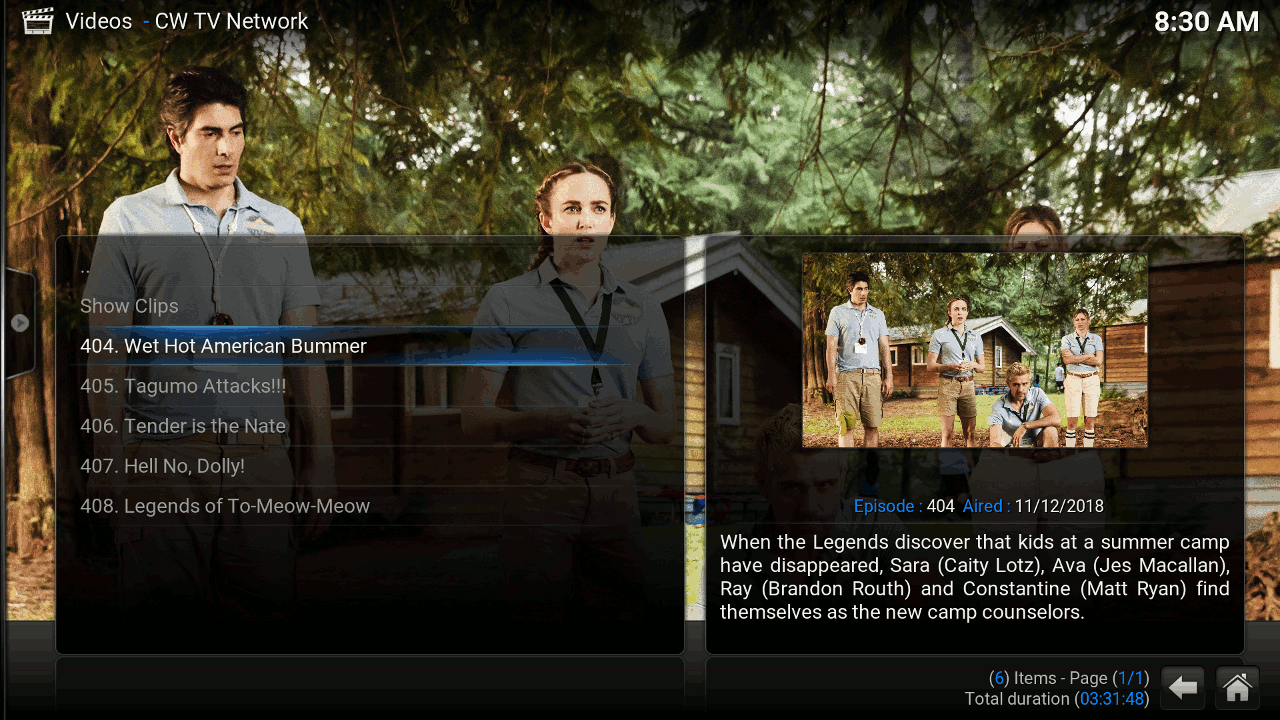 Videos - CW TV Network
8:30 AM
..
Show Clips
404. Wet Hot American Bummer
405. Tagumo Attacks!!!
406. Tender is the Nate
407. Hell No, Dolly!
408. Legends of To-Meow-Meow
Episode : 404 Aired : 11/12/2018
When the Legends discover that kids at a summer camp
have disappeared, Sara (Caity Lotz), Ava (Jes Macallan),
Ray (Brandon Routh) and Constantine (Matt Ryan) find
themselves as the new camp counselors.
(6) Items - Page (1/1)
Total duration (03:31:48)